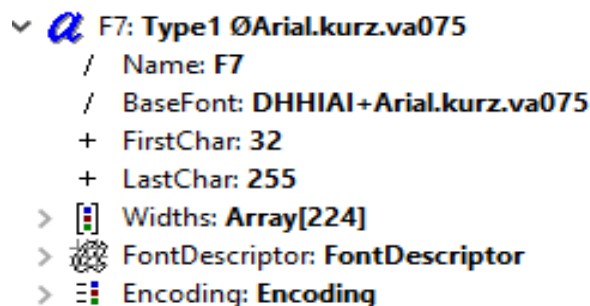 F7: Type1 ØArial.kurz.va075
/ Name: F7
/ BaseFont: DHHIAI+Arial.kurz.va075
+ FirstChar: 32
+ LastChar: 255
Widths: Array[224]
FontDescriptor: FontDescriptor
Encoding: Encoding